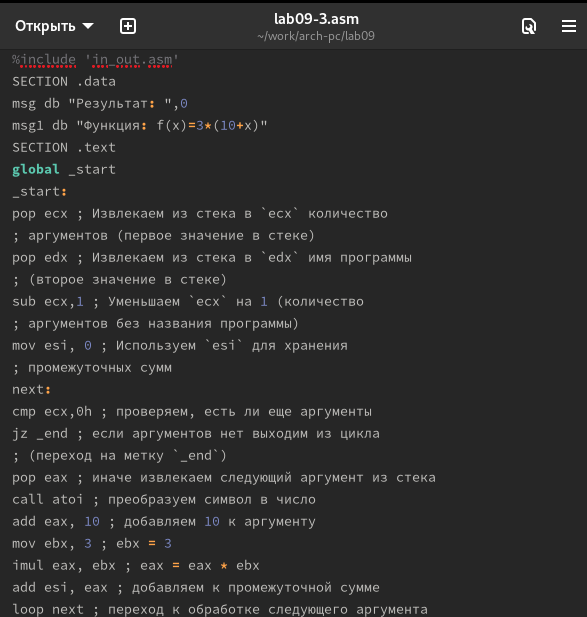 Открыть
lab09-3.asm
~/work/arch-pc/lab09
%include 'in_out.asm'
SECTION .data
msg db "Результат: ",0
msg1 db "Функция: f(x)=3*(10+x)"
SECTION .text
global _start
_start:
pop ecx ; Извлекаем из стека в `ecx` количество
; аргументов (первое значение в стеке)
pop edx ; Извлекаем из стека в `edx` имя программы
; (второе значение в стеке)
sub ecx,1 ; Уменьшаем `ecx` на 1 (количество
; аргументов без названия программы)
mov esi, 0 ; Используем `esi` для хранения
; промежуточных сумм
next:
cmp ecx,0h ; проверяем, есть ли еще аргументы
jz _end ; если аргументов нет выходим из цикла
; (переход на метку `_end`)
pop eax ; иначе извлекаем следующий аргумент из стека
call atoi ; преобразуем символ в число
add eax, 10 ; добавляем 10 к аргументу
mov ebx, 3 ; ebx = 3
imul eax, ebx ; eax = eax * ebx
add esi, eax ; добавляем к промежуточной сумме
loop next ; переход к обработке следующего аргумента